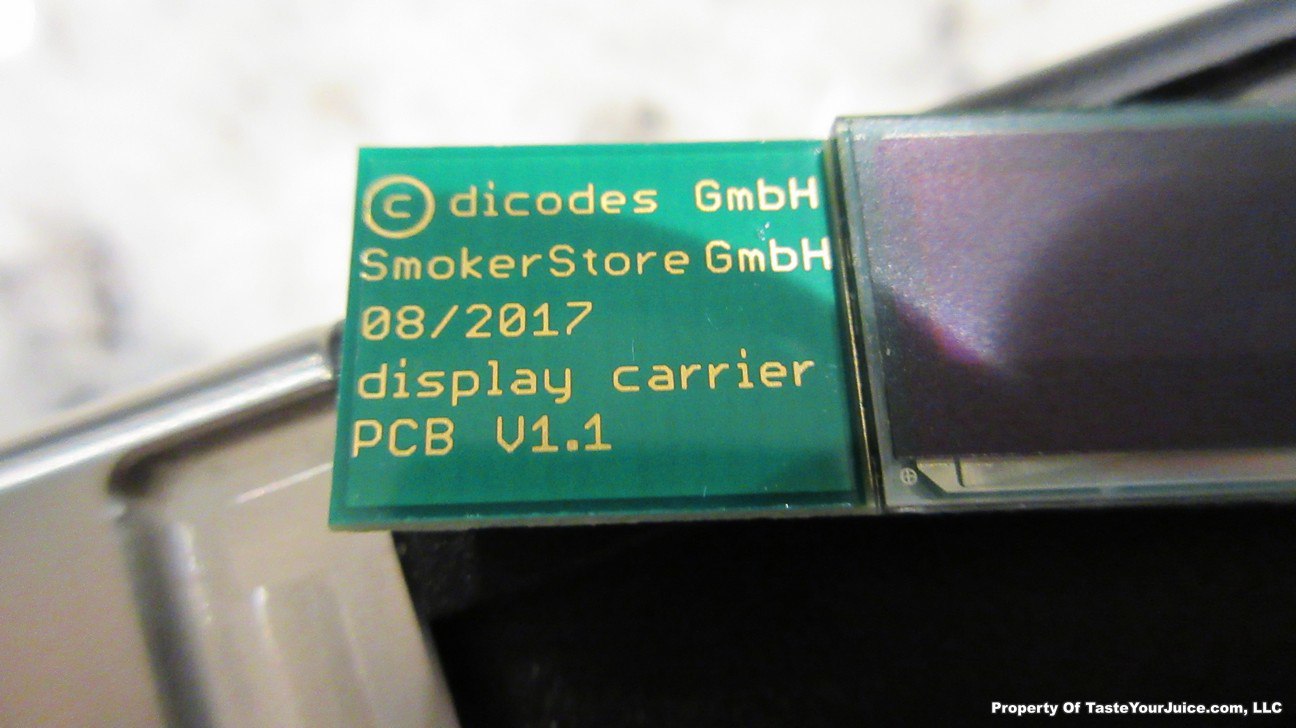 © dicodes GmbH
SmokerStore GmbH
08/2017
display carrier
PCB V1.1
Property Of TasteYourJuice.com, LLC